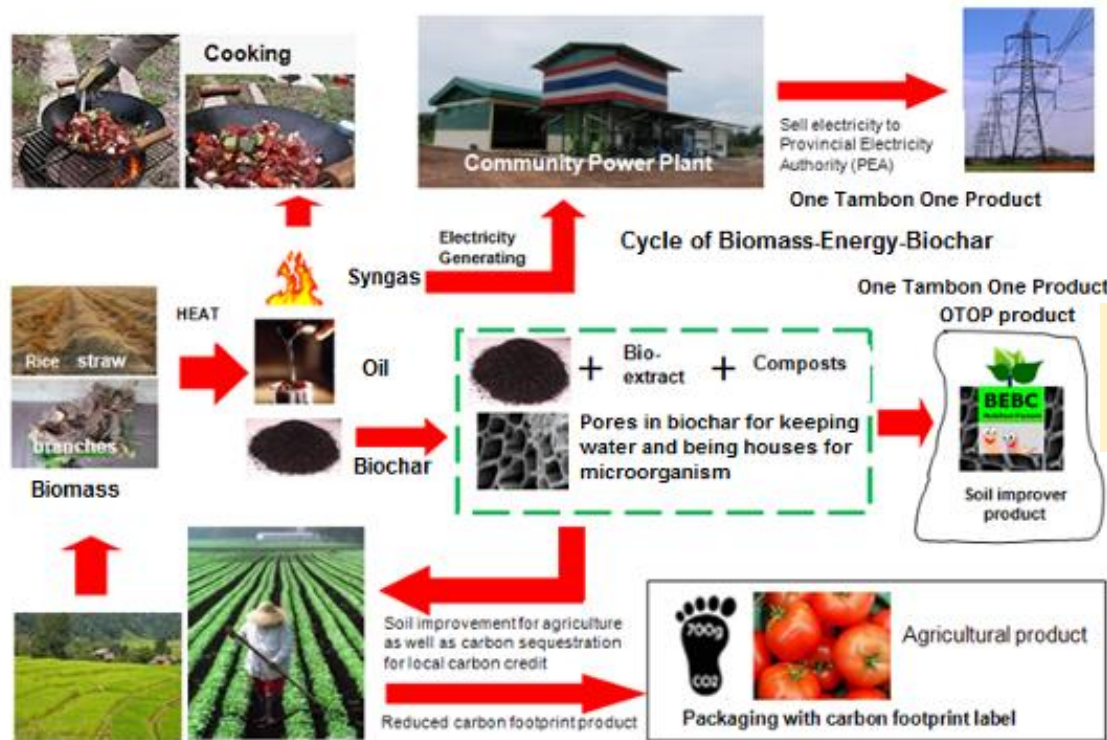 Cooking
Community Power Plant
Sell electricity to
Provincial Electricity
Authority (PEA)
One Tambon One Product
Electricity
Generating
Cycle of Biomass-Energy-Biochar
Syngas
HEAT
Rice straw
branches
Biomass
Oil
Biochar
+ Bio-
extract
+ Composts
Pores in biochar for keeping
water and being houses for
microorganism
One Tambon One Product
OTOP product
BEBC
Soil improver
product
Soil improvement for agriculture
as well as carbon sequestration
for local carbon credit
Reduced carbon footprint product
700g
CO2
Agricultural product
Packaging with carbon footprint label